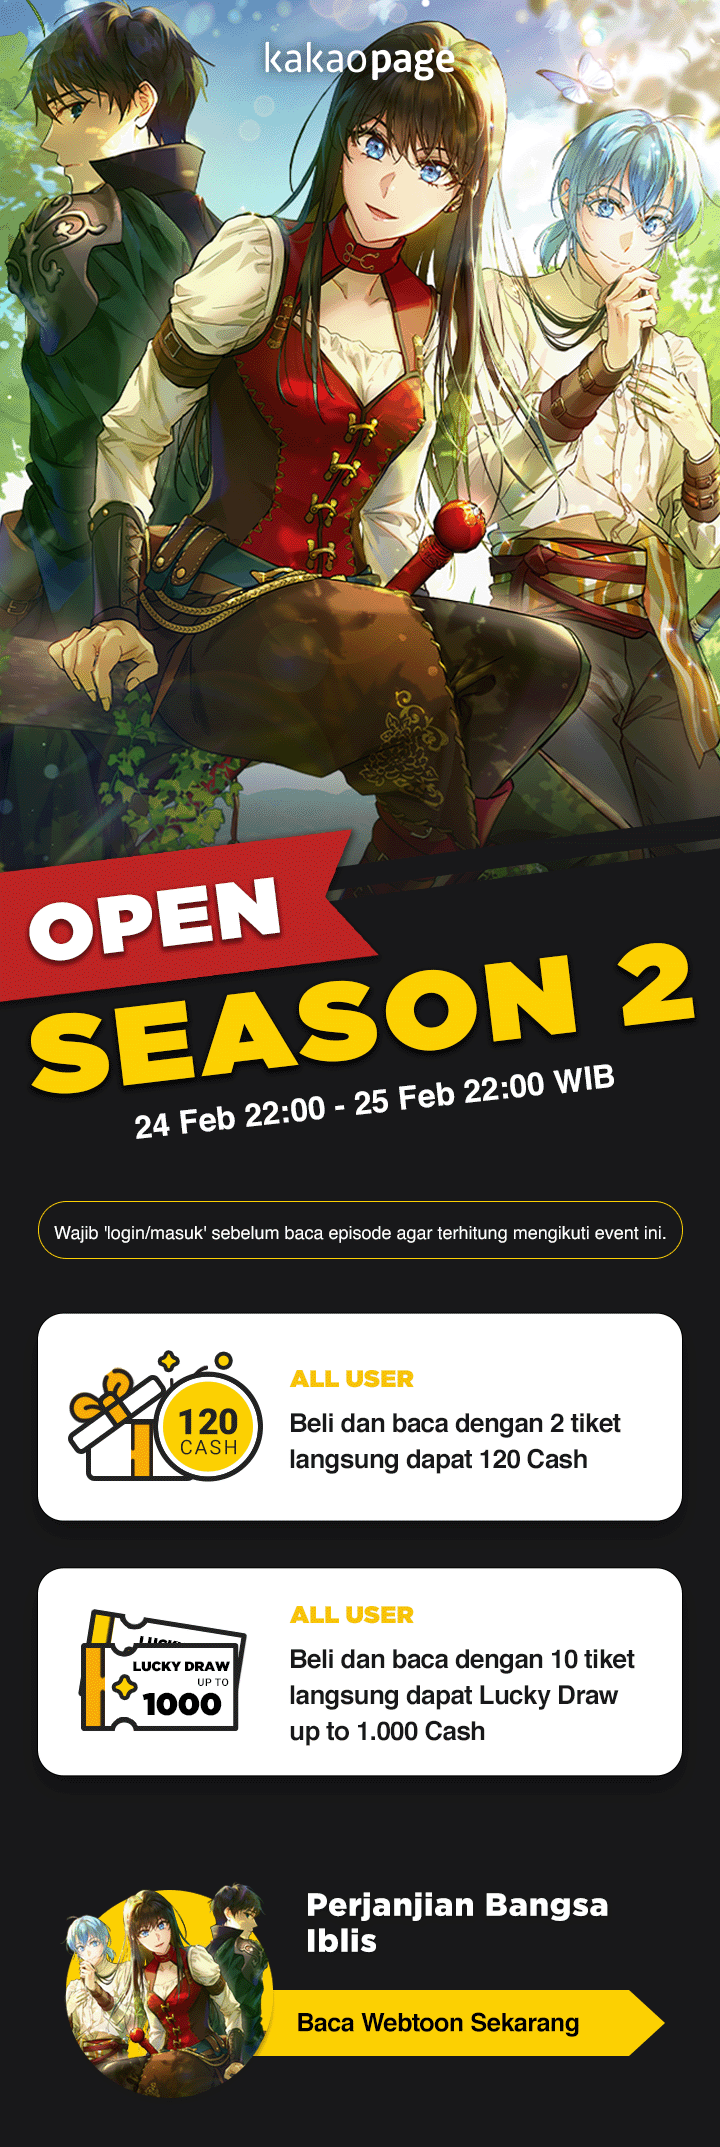 kakaopage
OPEN
SEASON 2
24 Feb 22:00 - 25 Feb 22:00 WIB
Wajib 'login/masuk' sebelum baca episode agar terhitung mengikuti event ini.
120
CASH
ALL USER
Beli dan baca dengan 2 tiket
langsung dapat 120 Cash
LUCKY DRAW
UP TO
1000
ALL USER
Beli dan baca dengan 10 tiket
langsung dapat Lucky Draw
up to 1.000 Cash
Perjanjian Bangsa
Iblis
Baca Webtoon Sekarang